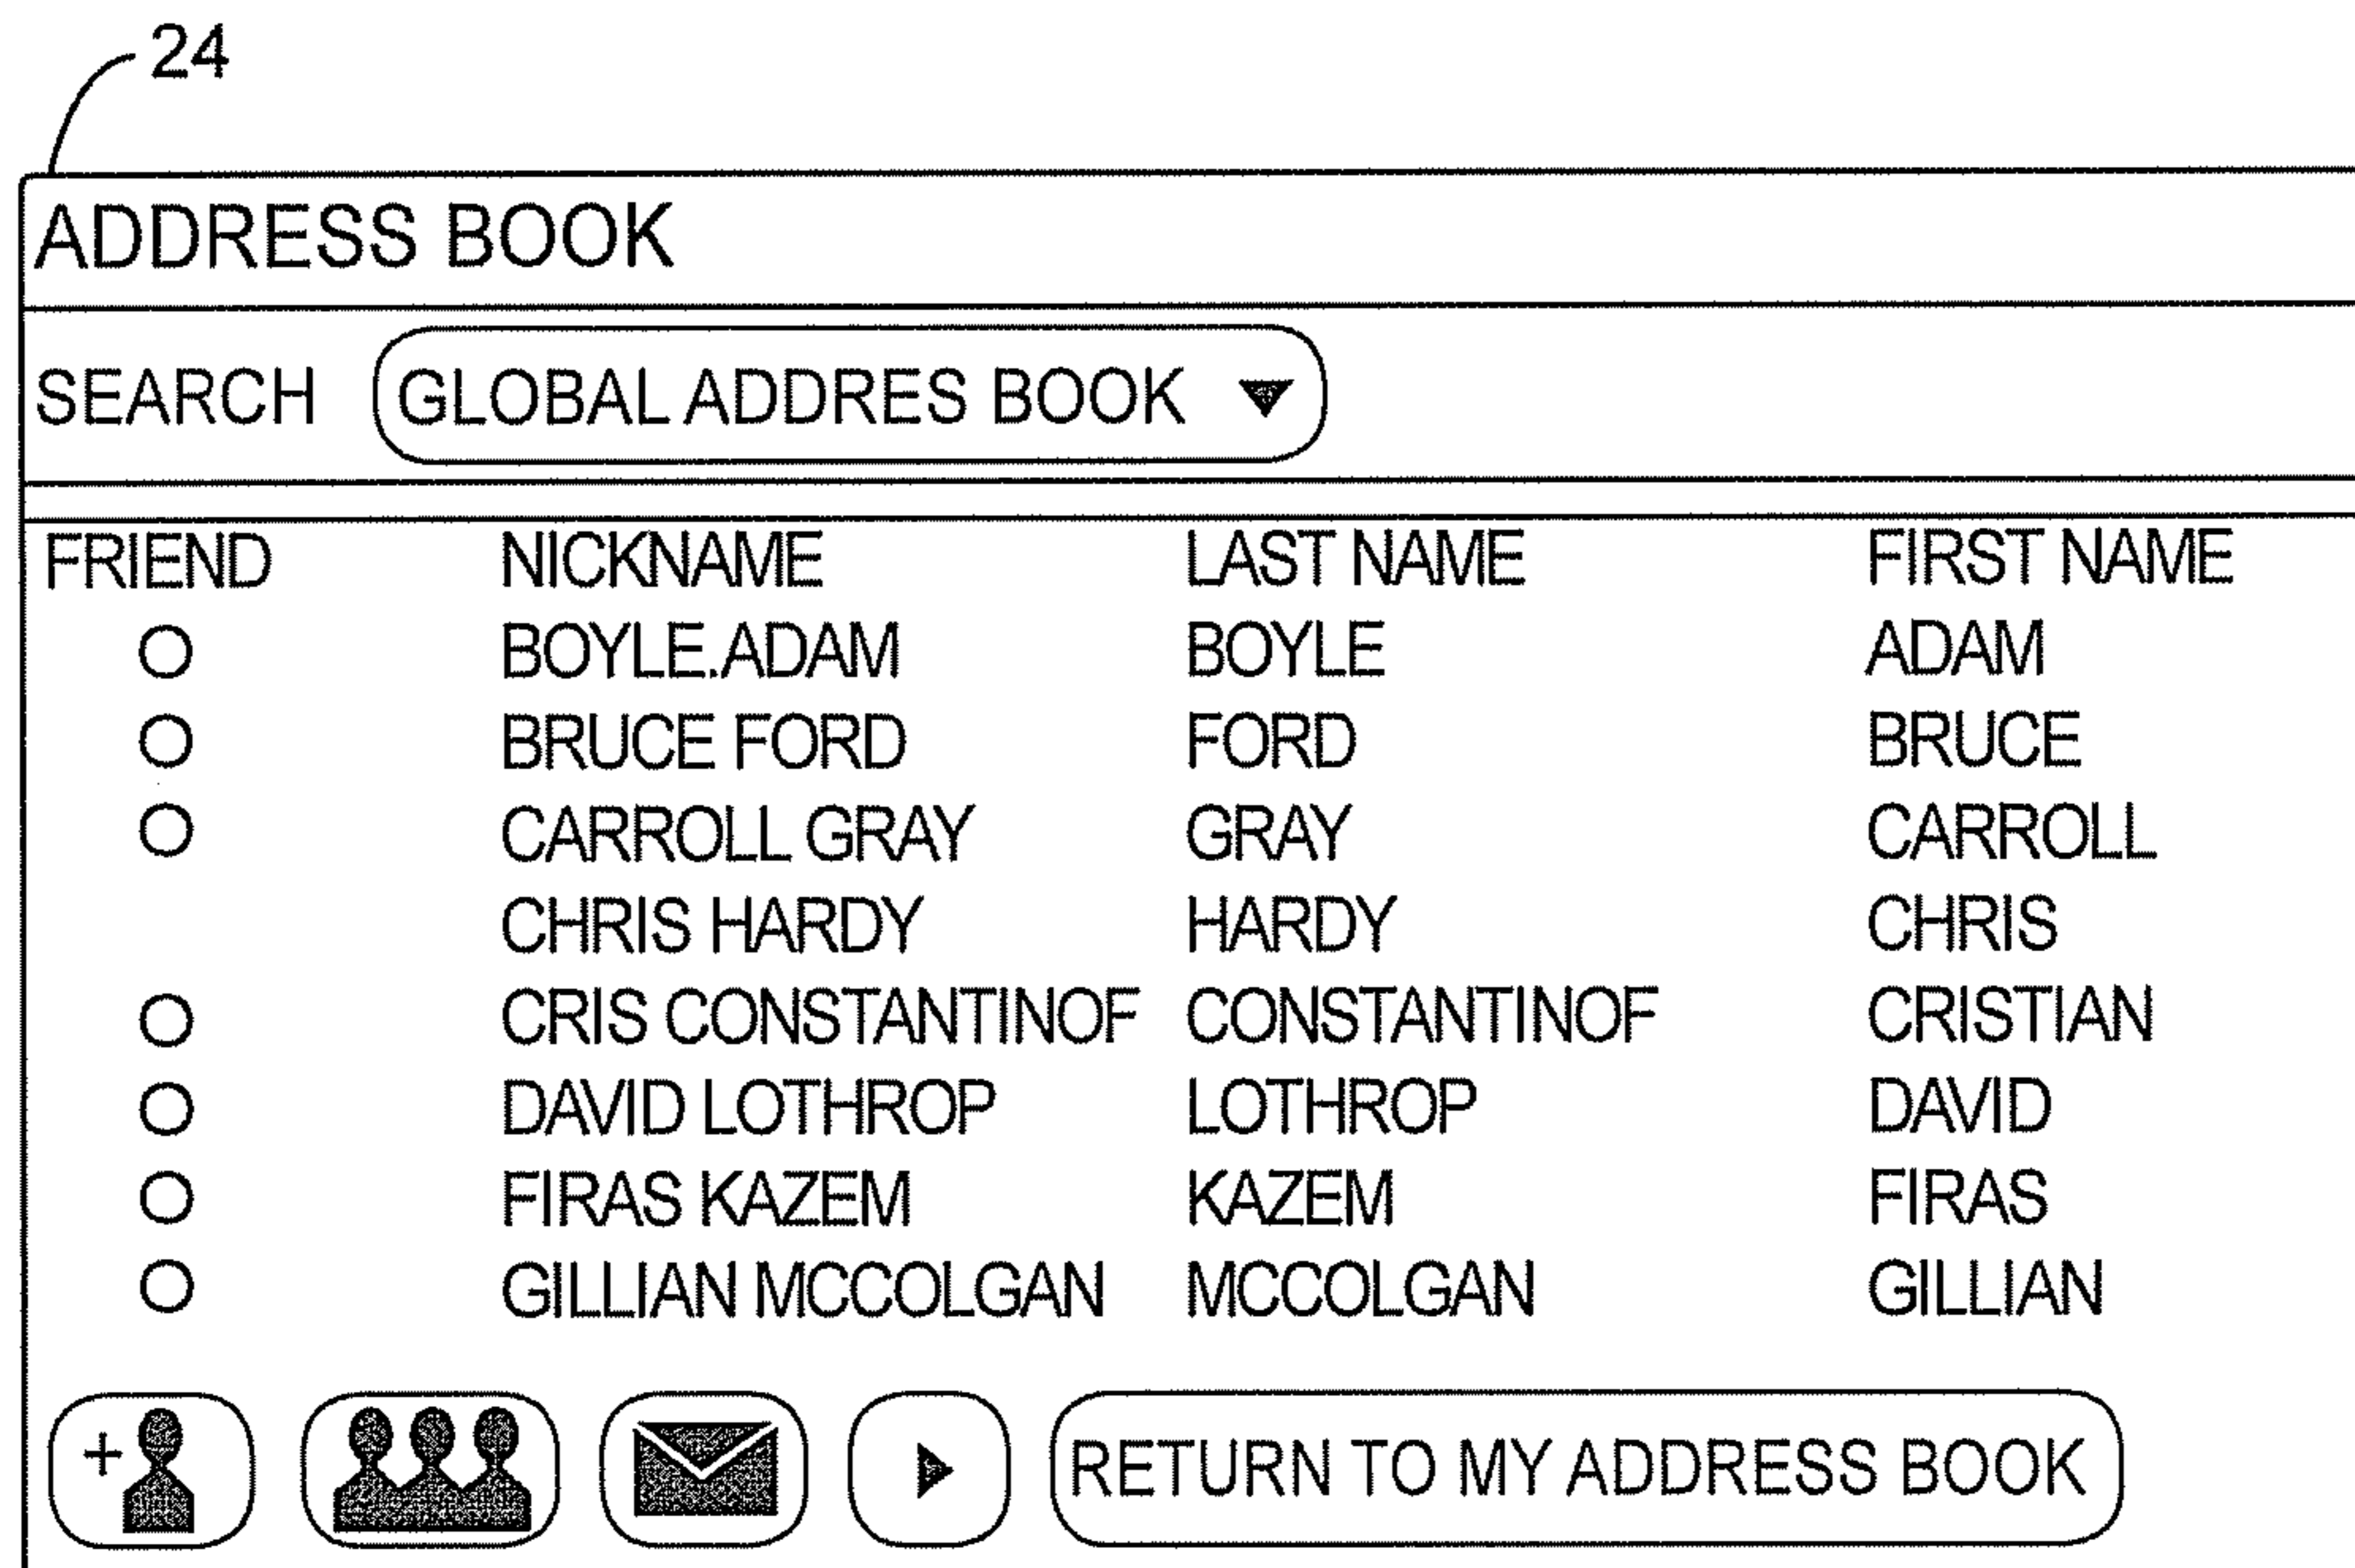 24
ADDRESS BOOK
SEARCH GLOBAL ADDRES BOOK
FRIEND NICKNAME LAST NAME FIRST NAME
BOYLE.ADAM BOYLE ADAM
BRUCE FORD FORD BRUCE
CARROLL GRAY GRAY CARROLL
CHRIS HARDY HARDY CHRIS
CRIS CONSTANTINOF CONSTANTINOF CRISTIAN
DAVID LOTHROP LOTHROP DAVID
FIRAS KAZEM KAZEM FIRAS
GILLIAN MCCOLGAN MCCOLGAN GILLIAN
+ RETURN TO MY ADDRESS BOOK